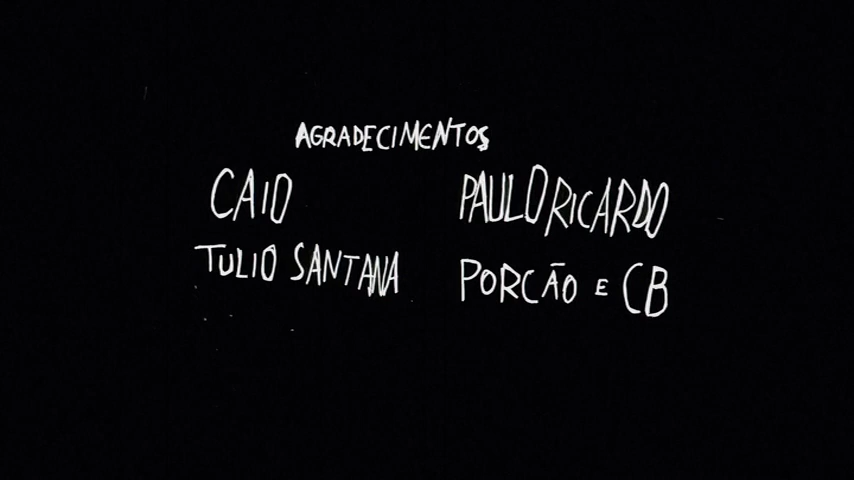 AGRADECIMENTOS
CAIO
PAULO RICARDO
TULIO SANTANA
PORCÃO E CB